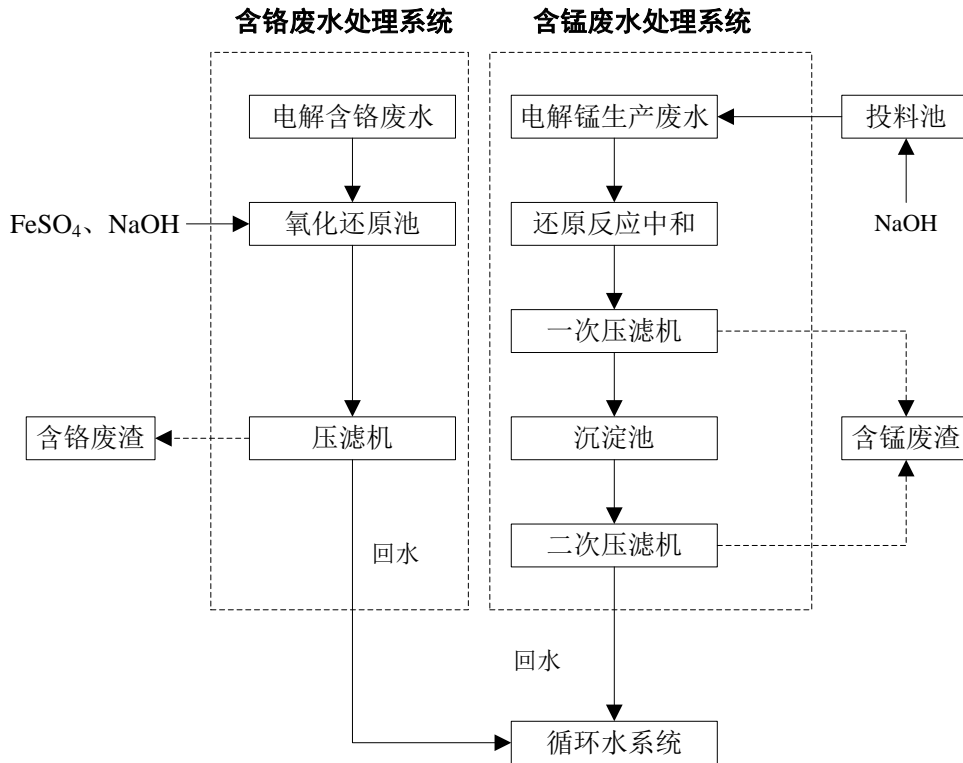 含铬废水处理系统
含锰废水处理系统
电解含铬废水
电解锰生产废水
投料池
FeSO₄、NaOH
氧化还原池
还原反应中和
NaOH
一次压滤机
含铬废渣
压滤机
沉淀池
含锰废渣
二次压滤机
回水
回水
循环水系统